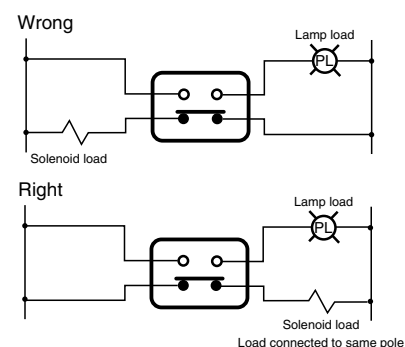 Wrong
Lamp load
PL
Solenoid load
Right
Lamp load
PL
Solenoid load
Load connected to same pole